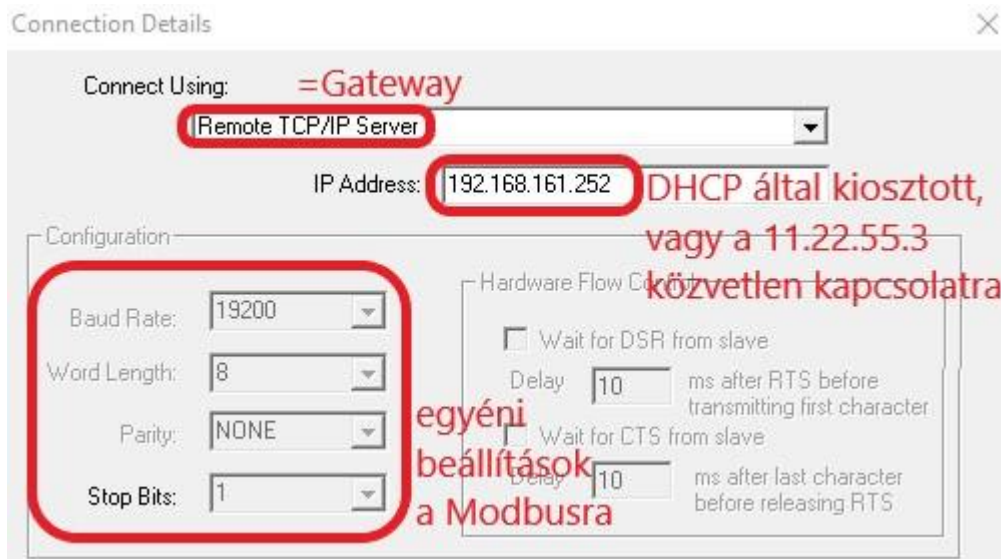 Connection Details
Connect Using: =Gateway
Remote TCP/IP Server
IP Address: 192.168.161.252 DHCP által kiosztott,
vagy a 11.22.55.3
közvetlen kapcsolatra
Configuration
Baud Rate: 19200
Word Length: 8
Parity: NONE
Stop Bits: 1
egyéni
beállítások
a Modbusra
Hardware Flow Control
Wait for DSR from slave
Delay 10 ms after RTS before
transmitting first character
Wait for CTS from slave
Delay 10 ms after last character
before releasing RTS